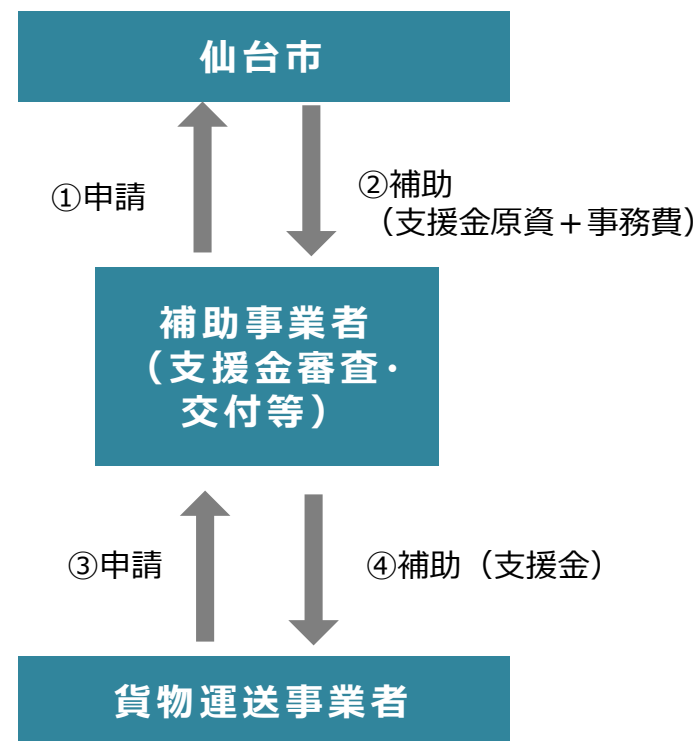 仙台市
①申請
②補助
（支援金原資＋事務費）
補助事業者
（支援金審査・
交付等）
③申請
④補助（支援金）
貨物運送事業者